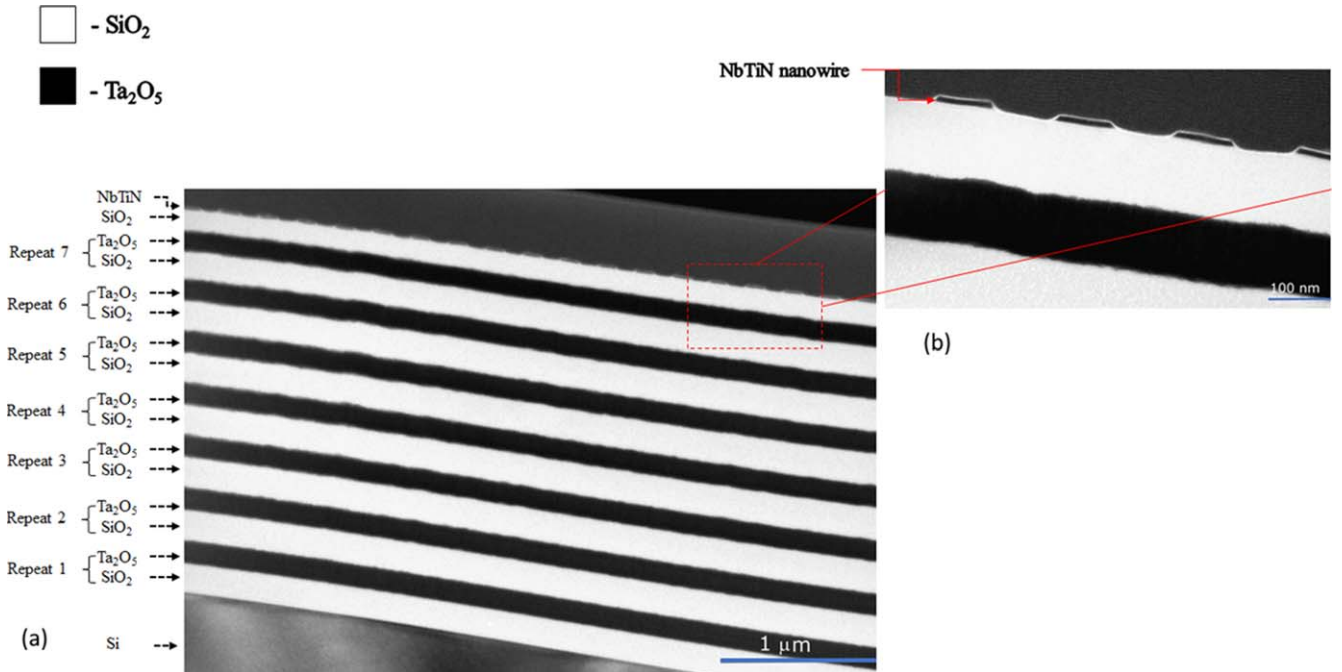 - SiO₂
- Ta₂O₅
NbTiN nanowire
NbTiN
SiO₂
Repeat 7
Ta₂O₅
SiO₂
Repeat 6
Ta₂O₅
SiO₂
Repeat 5
Ta₂O₅
SiO₂
Repeat 4
Ta₂O₅
SiO₂
Repeat 3
Ta₂O₅
SiO₂
Repeat 2
Ta₂O₅
SiO₂
Repeat 1
Ta₂O₅
SiO₂
Si
(a)
1 μm
100 nm
(b)